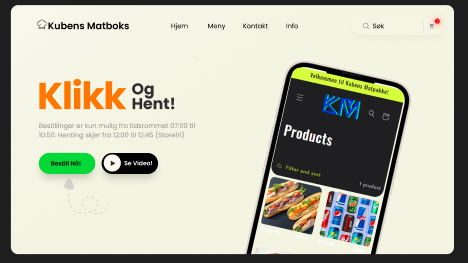 Kubens Matboks
Hjem
Meny
Kontakt
Info
Søk
Klikk Og
Hent!
Bestillinger er kun mulig fra tidsrommet 07:00 til
10:50. Henting skjer fra 12:00 til 12:45 (Storefri)
Bestill Nå!
Se Video!
Velkommen til Kubens Matpakke!
KM
Products
Filter and sort
1 product